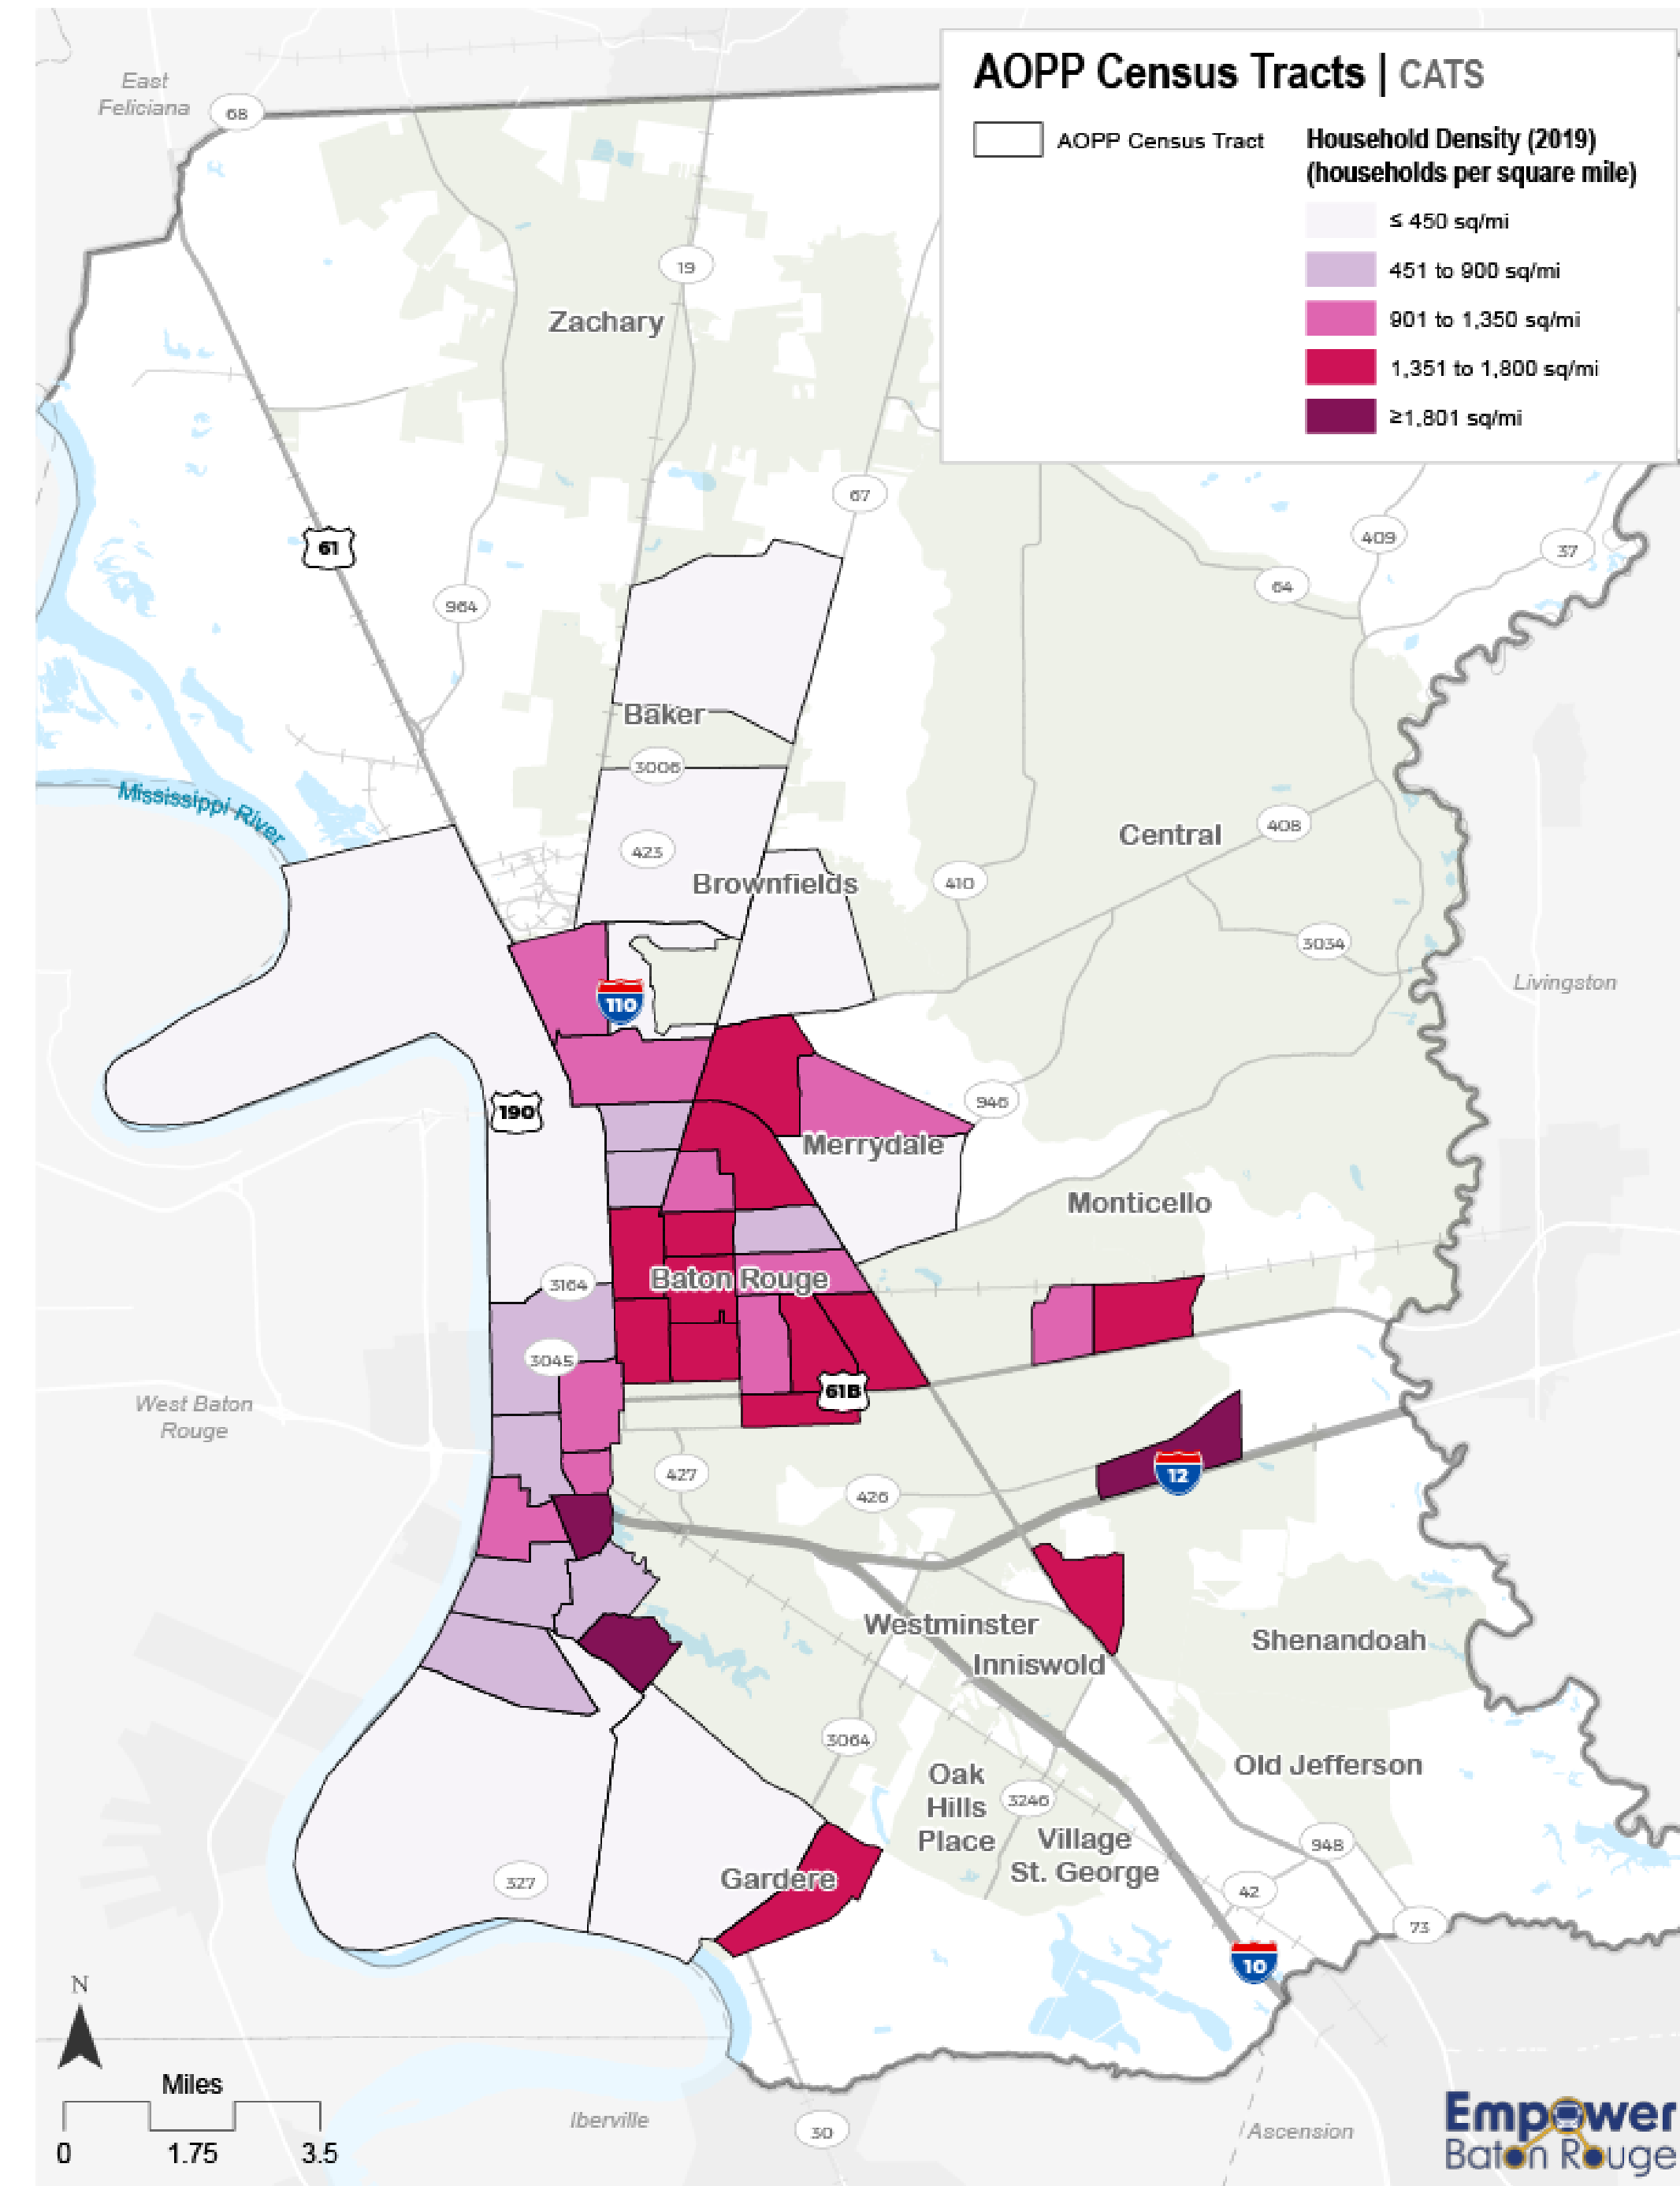 AOPP Census Tracts | CATS
AOPP Census Tract
Household Density (2019)
(households per square mile)
≤ 450 sq/mi
451 to 900 sq/mi
901 to 1,350 sq/mi
1,351 to 1,800 sq/mi
≥1,801 sq/mi
East
Feliciana
68
19
Zachary
67
61
409
37
64
964
Baker
3006
Mississippi River
423
Central
408
Brownfields
410
3034
Livingston
110
190
946
Merrydale
Monticello
3164
Baton Rouge
3045
61B
West Baton
Rouge
427
426
12
Westminster
Inniswold
Shenandoah
3064
Old Jefferson
Oak
Hills
Place
3246
Village
St. George
948
Gardere
327
42
73
10
N
Miles
0
1.75
3.5
Iberville
30
Ascension
Empower
Baton Rouge